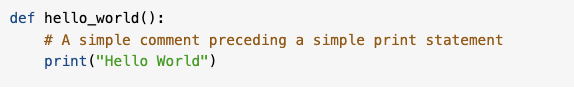 def hello_world():
    # A simple comment preceding a simple print statement
    print("Hello World")